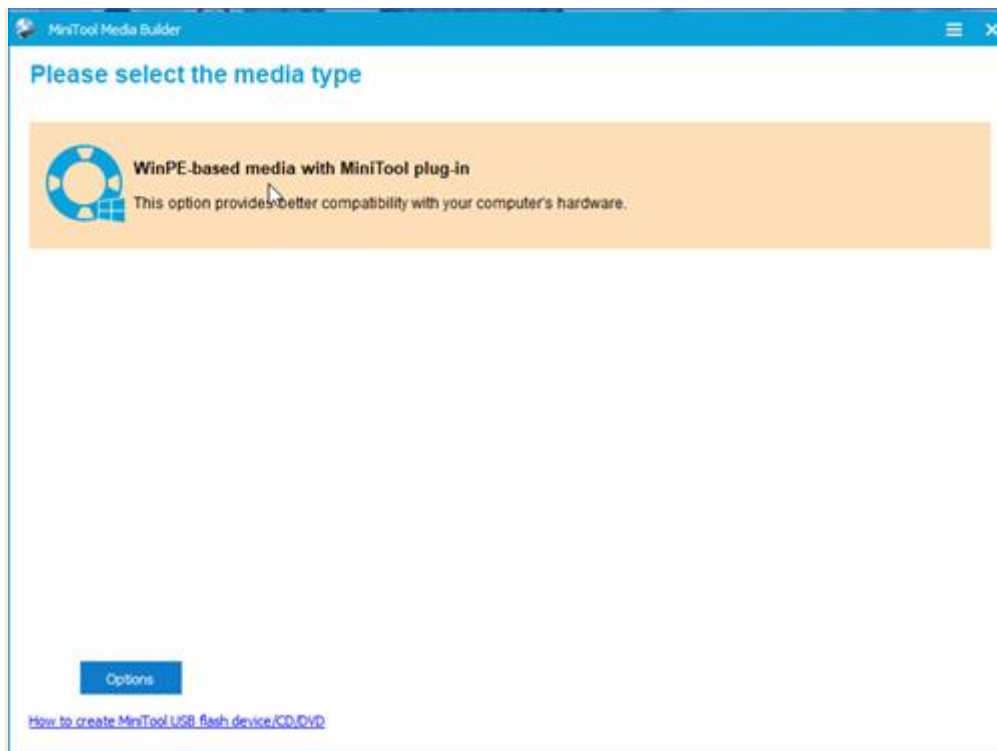 MiniTool Media Builder
Please select the media type
WinPE-based media with MiniTool plug-in
This option provides better compatibility with your computer's hardware.
Options
How to create MiniTool USB flash device/CD/DVD